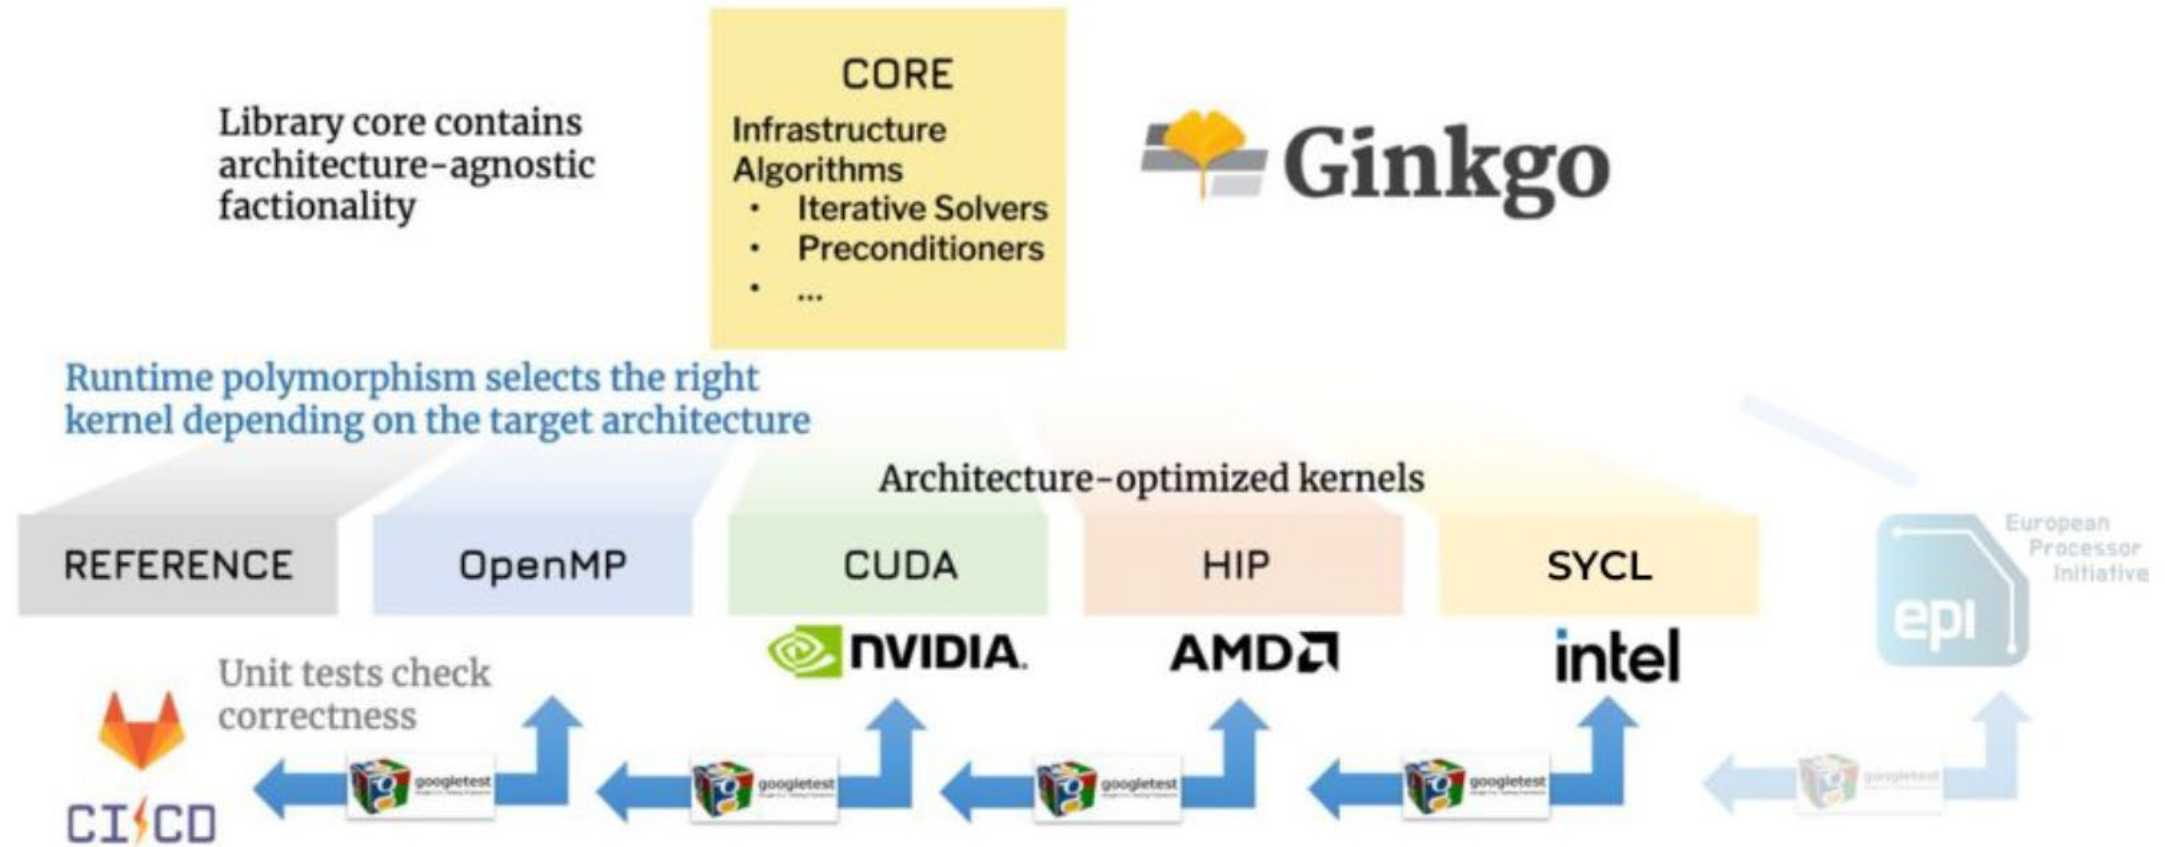 CORE
Infrastructure
Algorithms
• Iterative Solvers
• Preconditioners
• ...
Library core contains
architecture-agnostic
factionality
Ginkgo
Runtime polymorphism selects the right
kernel depending on the target architecture
Architecture-optimized kernels
REFERENCE
OpenMP
CUDA
HIP
SYCL
European
Processor
Initiative
epi
NVIDIA.
AMD
intel
Unit tests check
correctness
CI CD
googletest
googletest
googletest
googletest
googletest